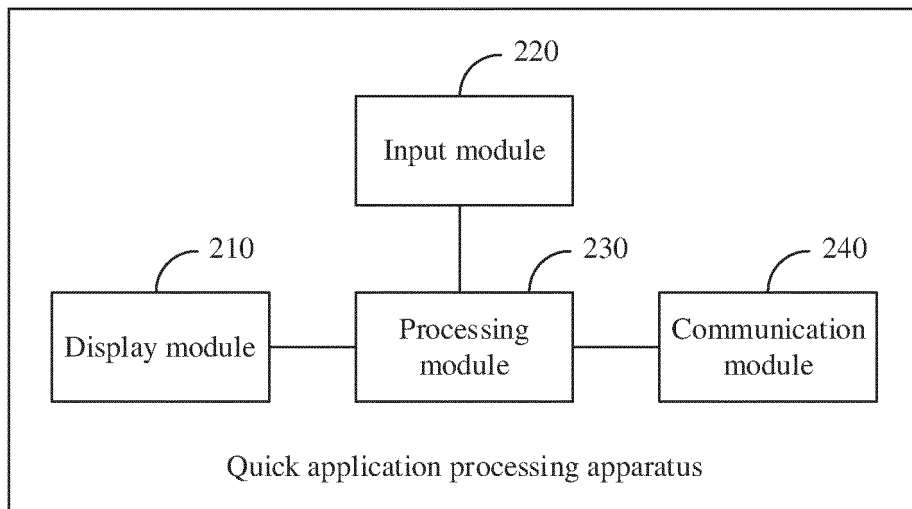 220
Input module
210
230
240
Display module
Processing
module
Communication
module
Quick application processing apparatus